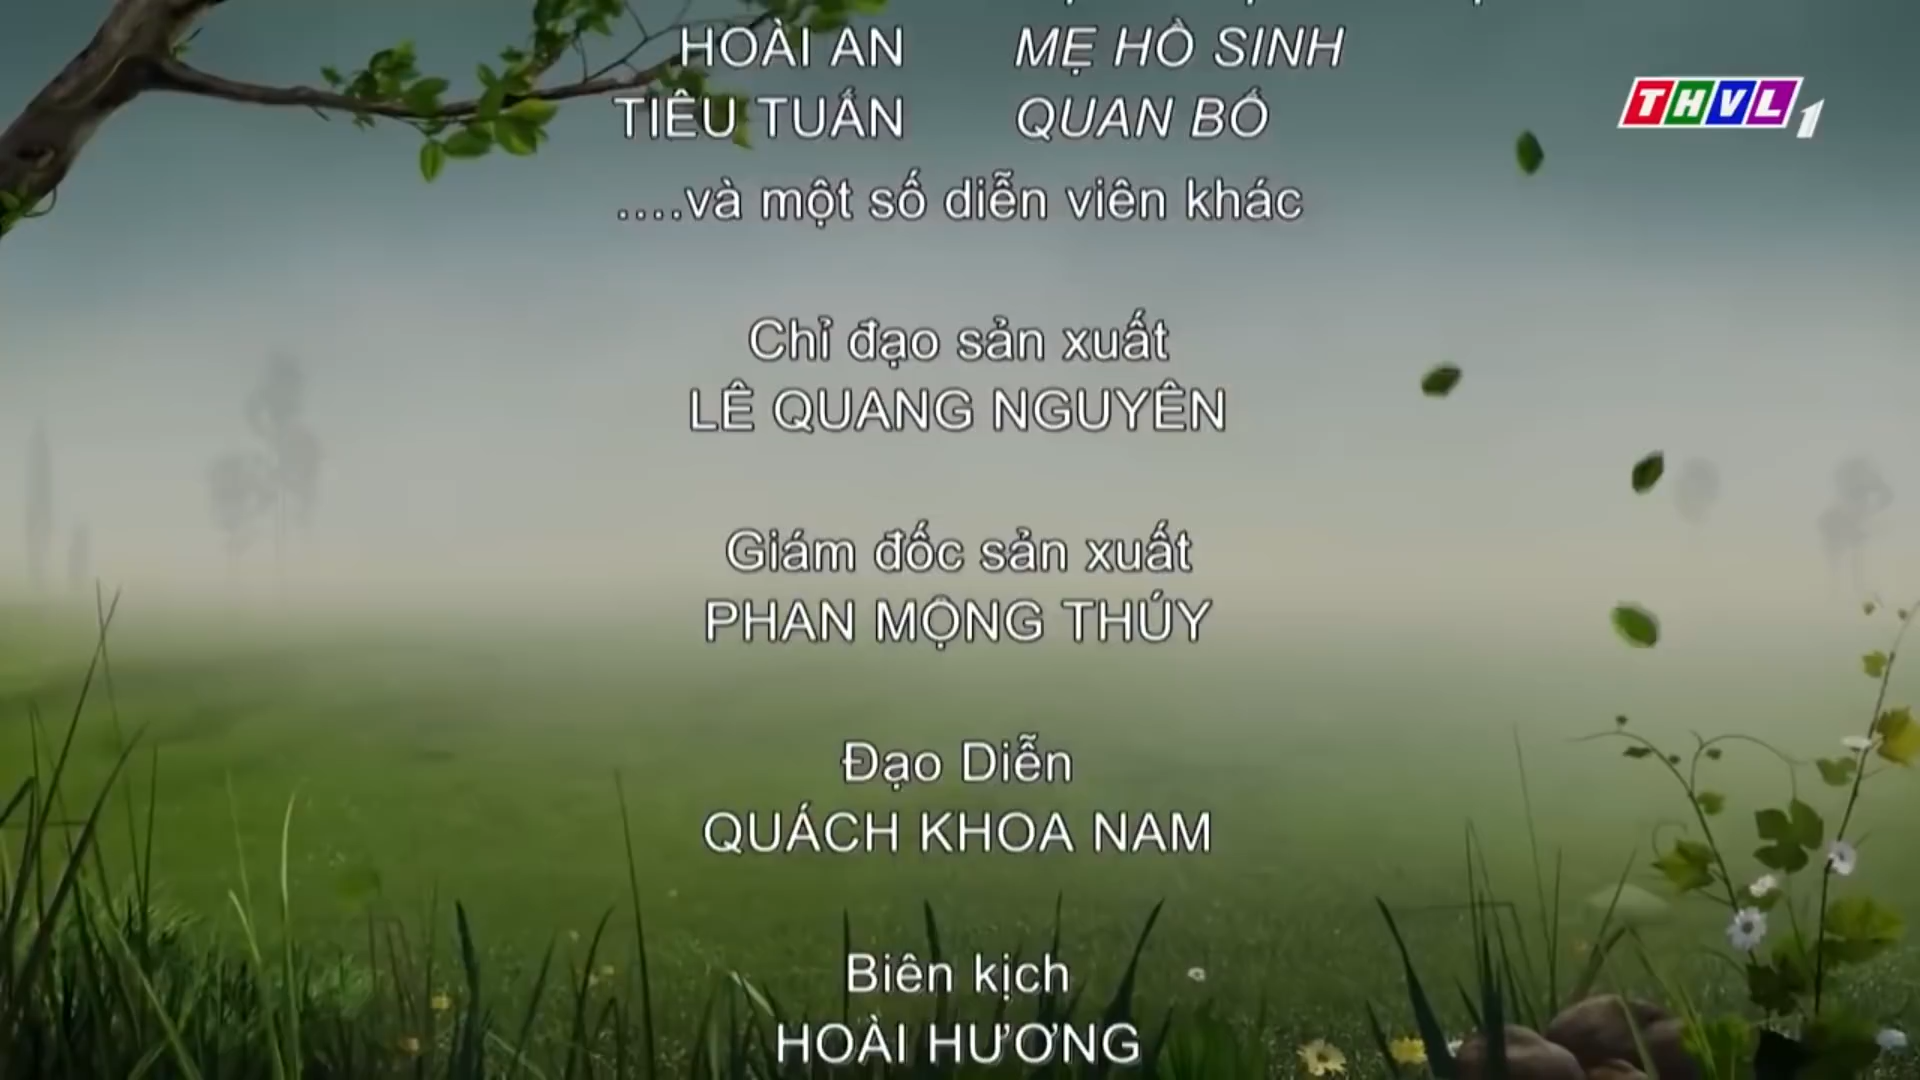 HOÀI AN MẸ HỒ SINH
TIÊU TUẤN QUAN BỐ
....và một số diễn viên khác
Chỉ đạo sản xuất
LÊ QUANG NGUYÊN
Giám đốc sản xuất
PHAN MỘNG THÚY
Đạo Diễn
QUÁCH KHOA NAM
Biên kịch
HOÀI HƯƠNG
THVL1